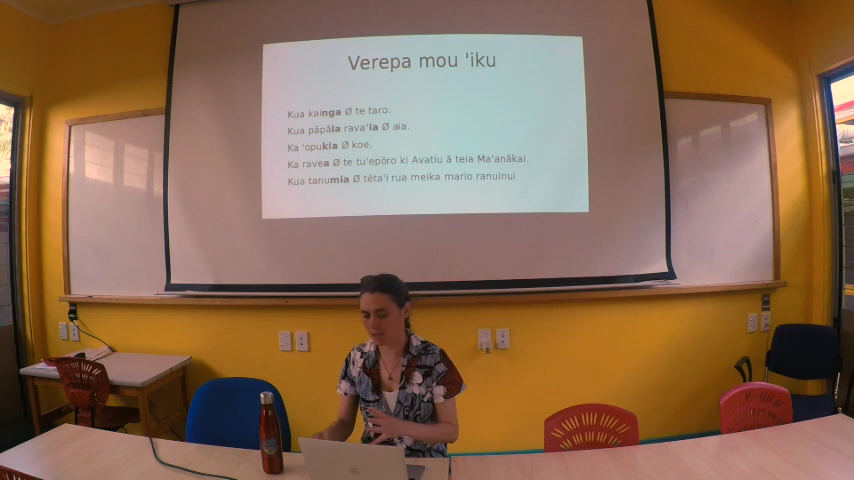 Verepa mou 'iku
Kua kainga Ø te taro.
Kua pāpāia rava'ia Ø aia.
Ka 'opukia Ø koe.
Ka ravea Ø te tu'epōro ki Avatiu ā teia Ma'anākai.
Kua tanumia Ø tēta'i rua meika mario ranuinui